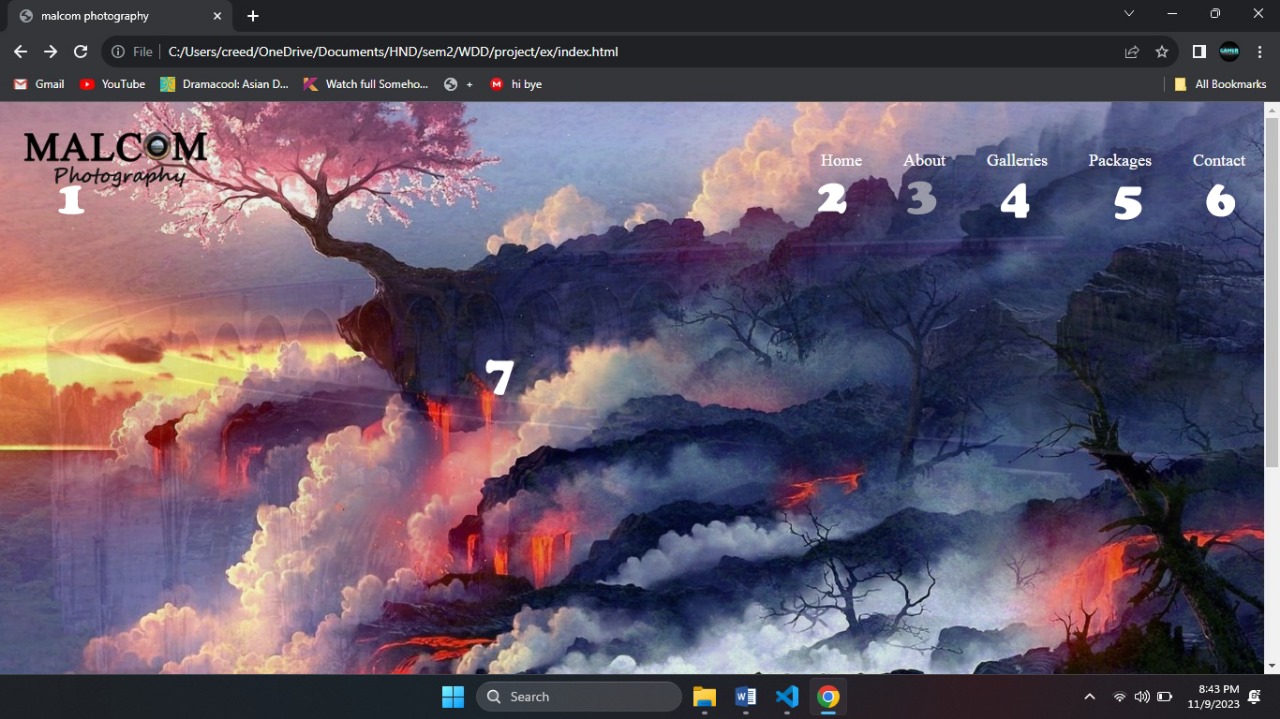 malcom photography
File C:/Users/creed/OneDrive/Documents/HND/sem2/WDD/project/ex/index.html
Gmail YouTube Dramacool: Asian D... Watch full Someho... + hi bye All Bookmarks
MALCOM
Photography
Home About Galleries Packages Contact
1 2 3 4 5 6
7
Search
8:43 PM
11/9/2023